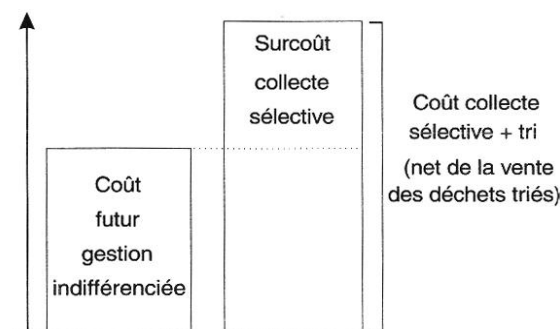 Surcoût
collecte
sélective
Coût
futur
gestion
indifférenciée
Coût collecte
sélective + tri
(net de la vente
des déchets triés)